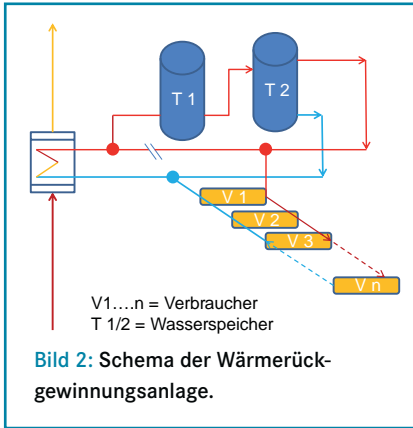 T 1
T 2
V 1
V 2
V 3
V n
V1....n = Verbraucher
T 1/2 = Wasserspeicher
Bild 2: Schema der Wärmerück-
gewinnungsanlage.